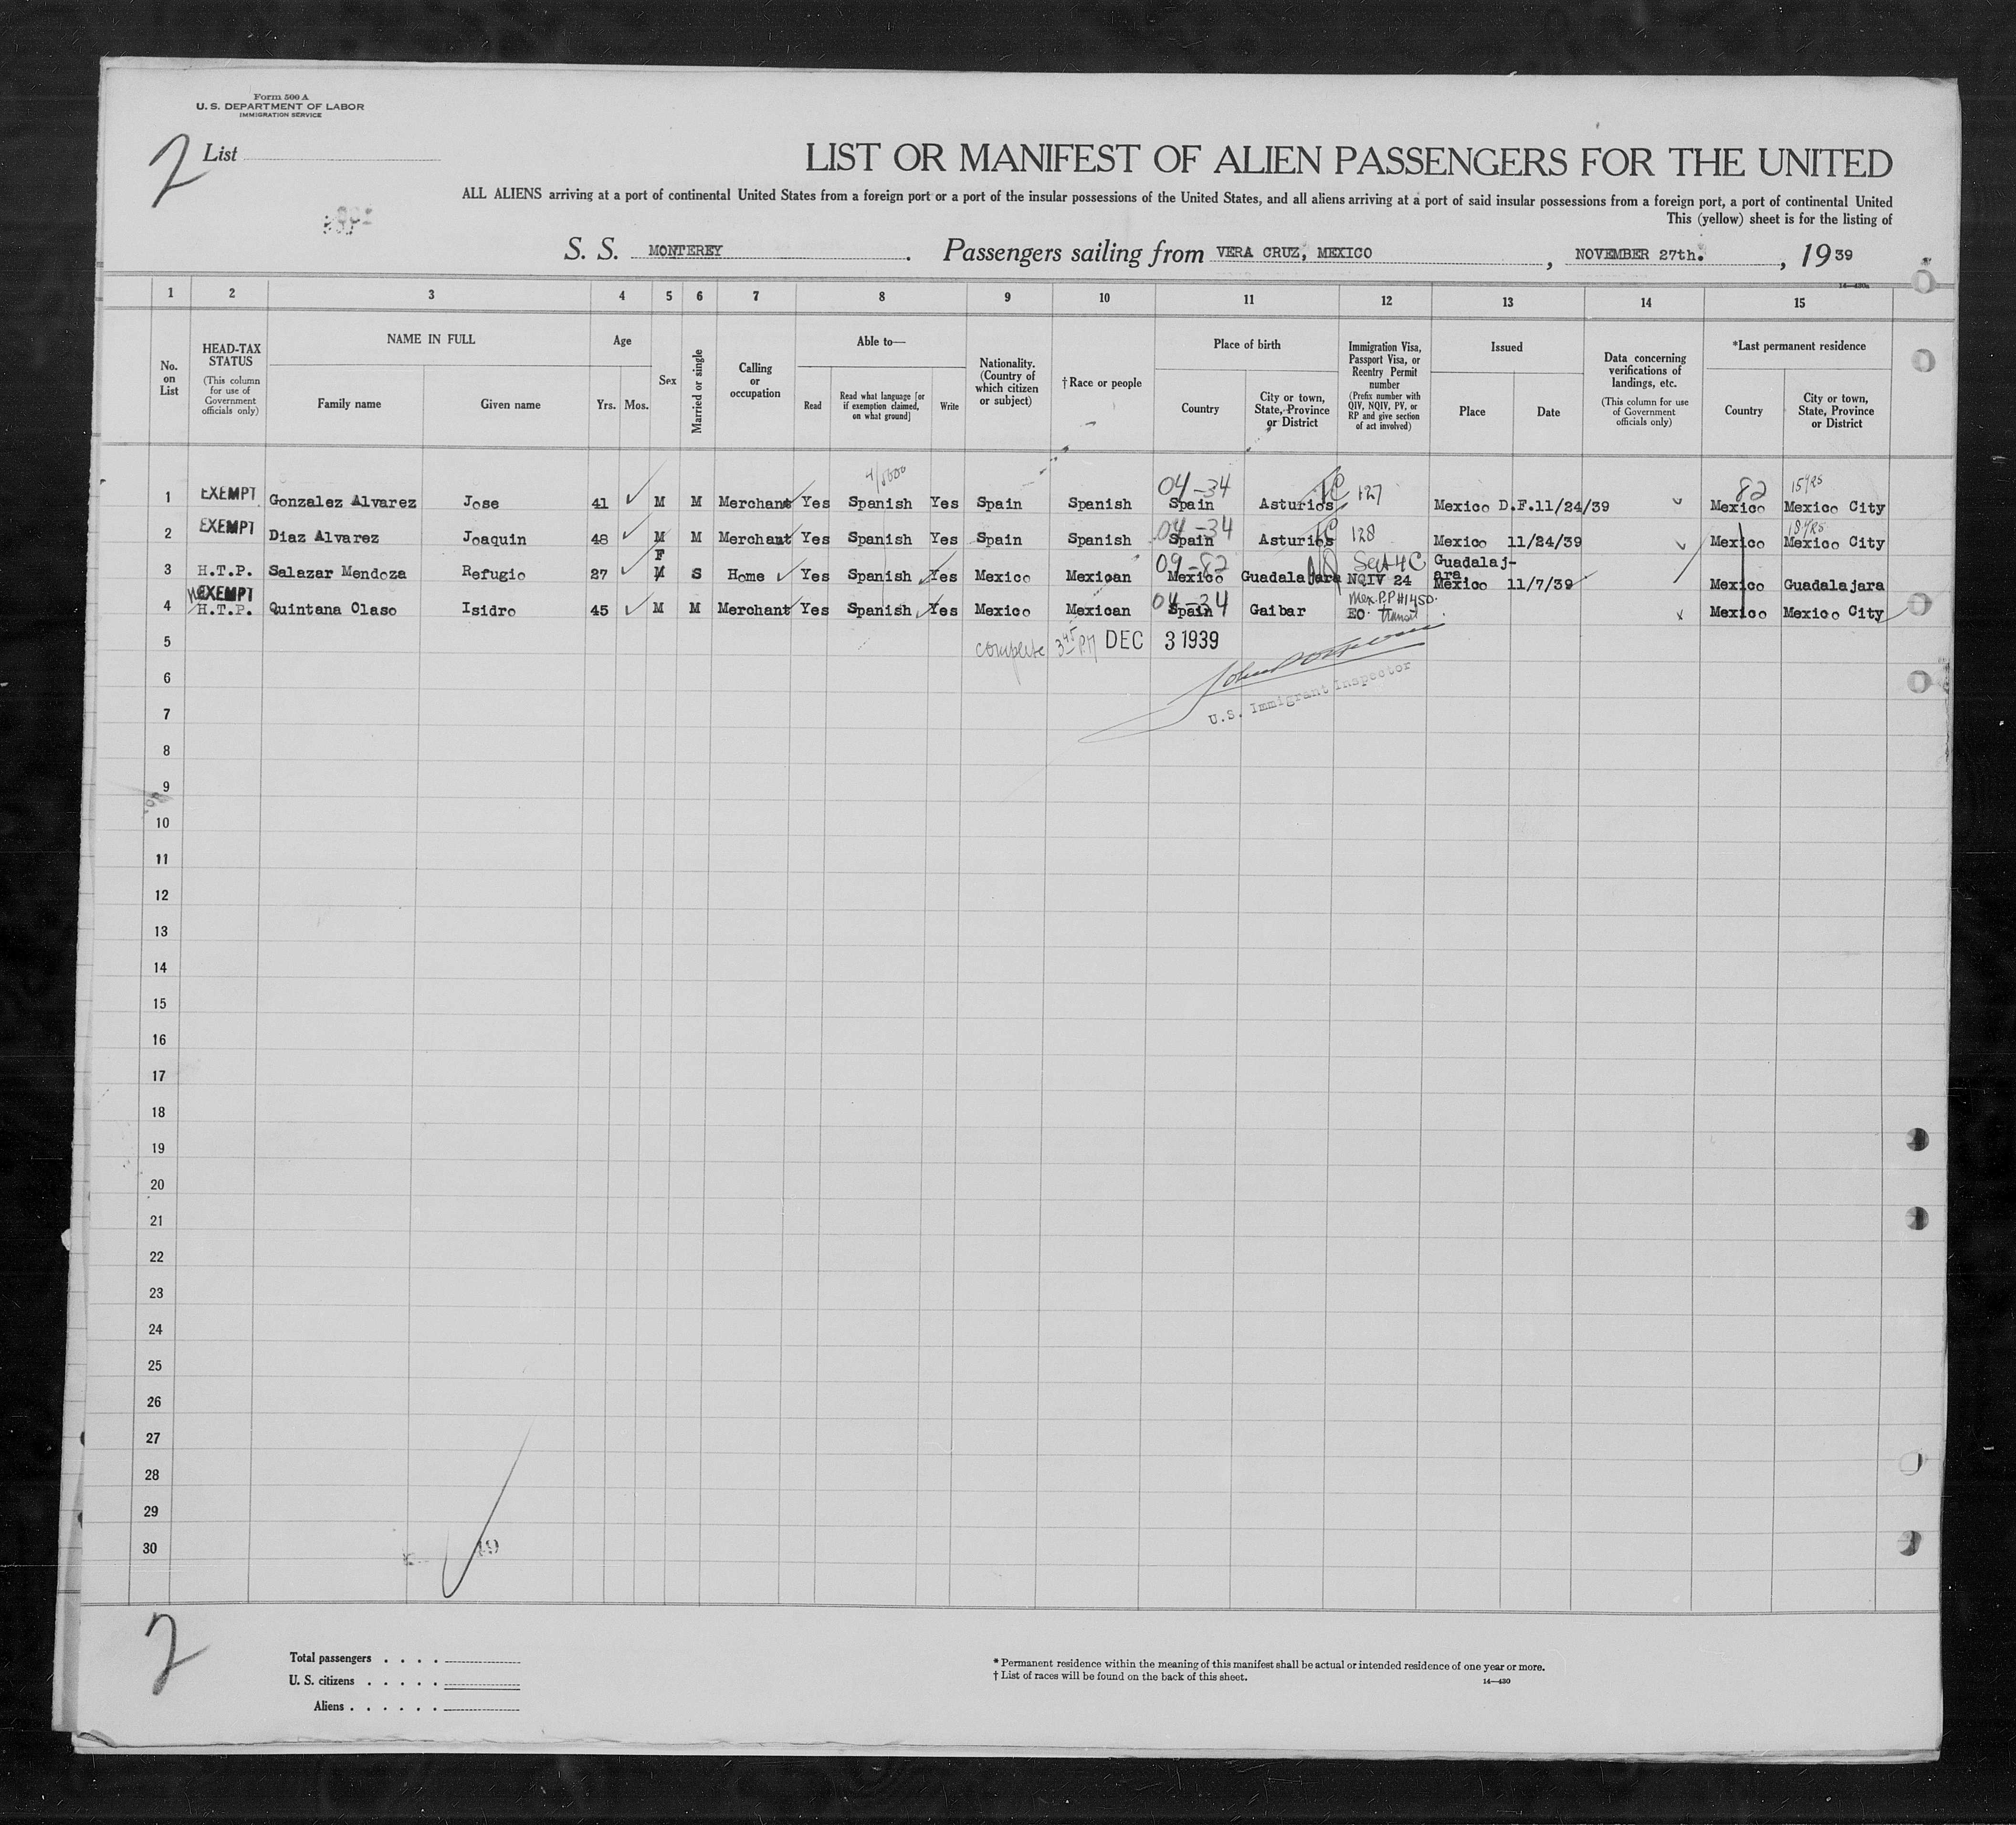 Form 500 A
U. S. DEPARTMENT OF LABOR
IMMIGRATION SERVICE
2 List
LIST OR MANIFEST OF ALIEN PASSENGERS FOR THE UNITED
ALL ALIENS arriving at a port of continental United States from a foreign port or a port of the insular possessions of the United States, and all aliens arriving at a port of said insular possessions from a foreign port, a port of continental United
This (yellow) sheet is for the listing of
S. S. MONTEREY . Passengers sailing from VERA CRUZ, MEXICO , NOVEMBER 27th. , 19 39
14—430a
1 2 3 4 5 6 7 8 9 10 11 12 13 14 15
No. on List
HEAD-TAX STATUS
(This column for use of Government officials only)
NAME IN FULL
Family name
Given name
Age
Yrs. Mos.
Sex
Married or single
Calling or occupation
Able to—
Read
Read what language [or if exemption claimed, on what ground]
Write
Nationality. (Country of which citizen or subject)
†Race or people
Place of birth
Country
City or town, State, Province or District
Immigration Visa, Passport Visa, or Reentry Permit number
(Prefix number with QIV, NQIV, PV, or RP and give section of act involved)
Issued
Place
Date
Data concerning verifications of landings, etc.
(This column for use of Government officials only)
*Last permanent residence
Country
City or town, State, Province or District
04-34 82 15 yrs
1 EXEMPT Gonzalez Alvarez Jose 41 M M Merchant Yes Spanish Yes Spain Spanish Spain Asturios 127 Mexico D.F. 11/24/39 Mexico Mexico City
04-34 18 yrs
2 EXEMPT Diaz Alvarez Joaquin 48 M M Merchant Yes Spanish Yes Spain Spanish Spain Asturios 128 Mexico 11/24/39 Mexico Mexico City
F 09-82 Sect 4 C Guadalaj-
ara,
3 H.T.P. Salazar Mendoza Refugio 27 M S Home Yes Spanish Yes Mexico Mexican Mexico Guadalajara NQIV 24 Mexico 11/7/39 Mexico Guadalajara
EXEMPT 04-34 Mex. P.P #1450.
4 H.T.P. Quintana Olaso Isidro 45 M M Merchant Yes Spanish Yes Mexico Mexican Spain Gaibar EO. transit Mexico Mexico City
5 complete 3 45 PM DEC 3 1939
6
U.S. Immigrant Inspector
7
8
9
10
11
12
13
14
15
16
17
18
19
20
21
22
23
24
25
26
27
28
29
30
2
Total passengers . . . .
U. S. citizens . . . . .
Aliens . . . . . .
* Permanent residence within the meaning of this manifest shall be actual or intended residence of one year or more.
† List of races will be found on the back of this sheet.
14—430